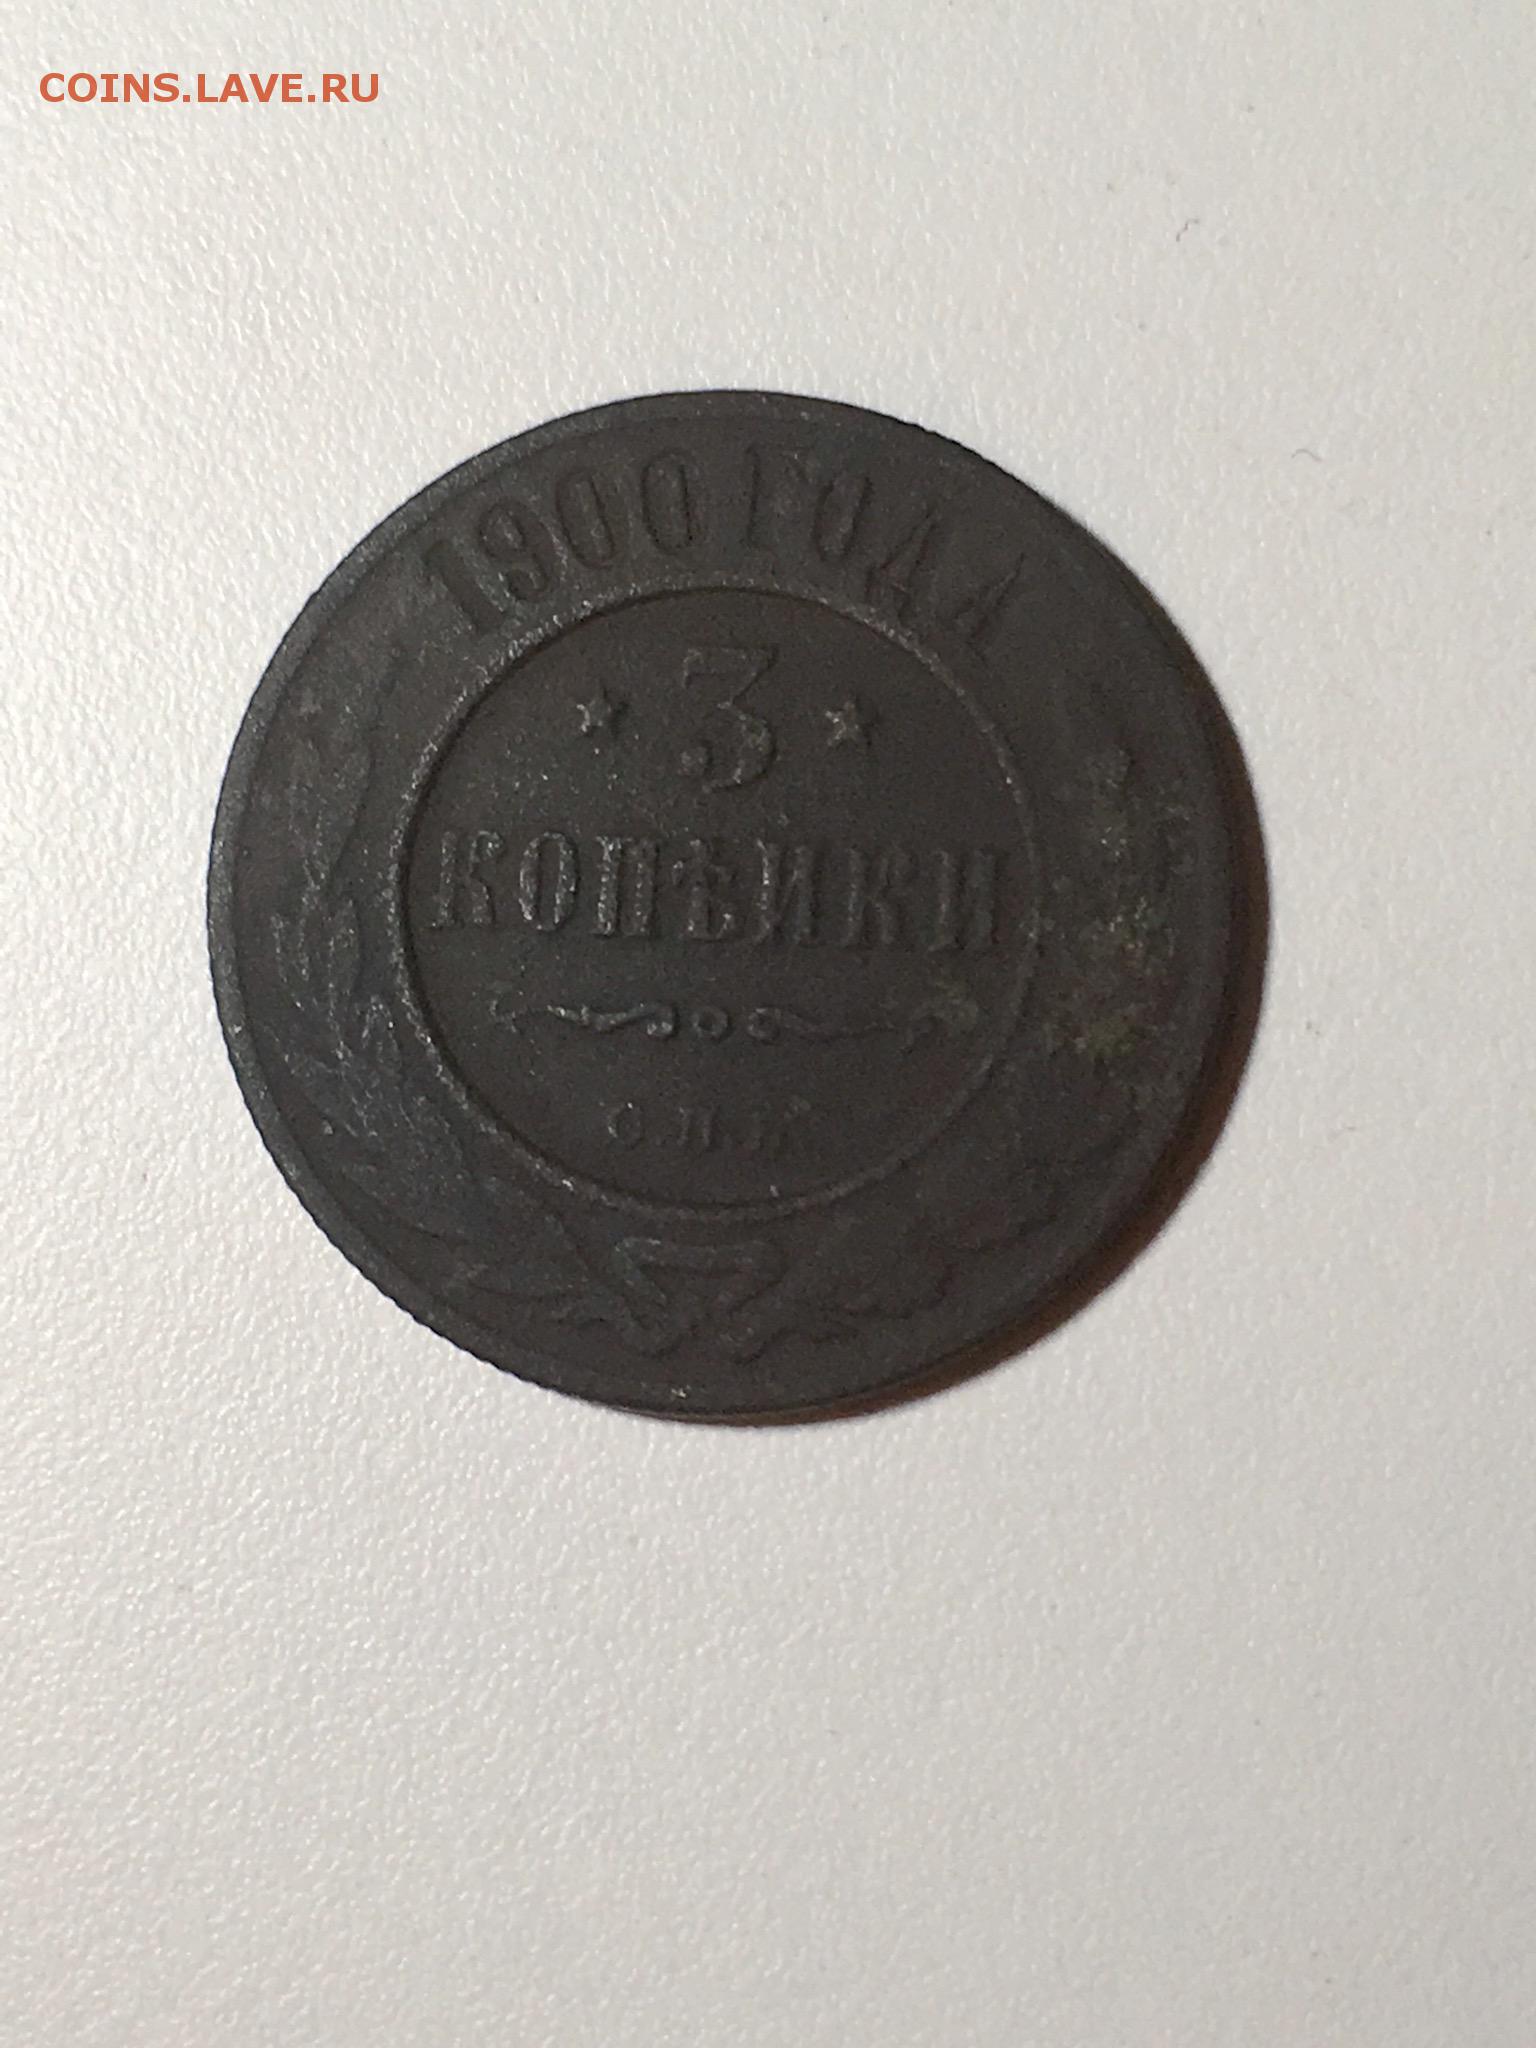 COINS.LAVE.RU
1900 ГОДА
3
КОПѢЙКИ
С.П.Б.